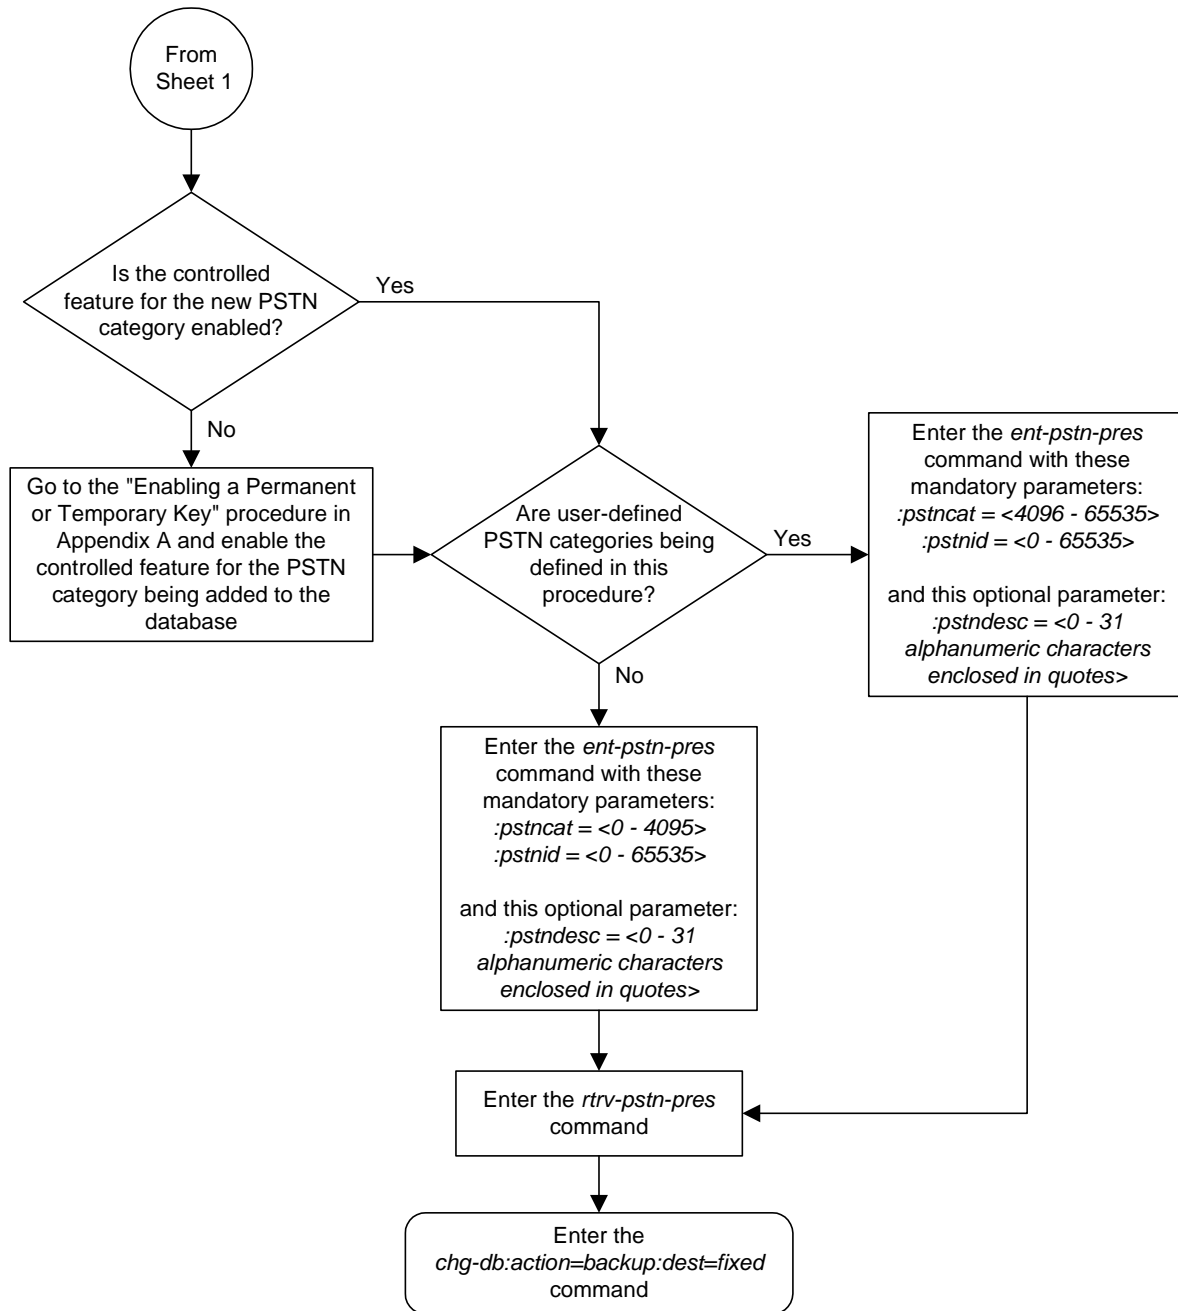 From
Sheet 1
Is the controlled
feature for the new PSTN
category enabled?
Yes
No
Go to the "Enabling a Permanent
or Temporary Key" procedure in
Appendix A and enable the
controlled feature for the PSTN
category being added to the
database
Are user-defined
PSTN categories being
defined in this
procedure?
Yes
No
Enter the ent-pstn-pres
command with these
mandatory parameters:
:pstncat = <4096 - 65535>
:pstnid = <0 - 65535>
and this optional parameter:
:pstndesc = <0 - 31
alphanumeric characters
enclosed in quotes>
Enter the ent-pstn-pres
command with these
mandatory parameters:
:pstncat = <0 - 4095>
:pstnid = <0 - 65535>
and this optional parameter:
:pstndesc = <0 - 31
alphanumeric characters
enclosed in quotes>
Enter the rtrv-pstn-pres
command
Enter the
chg-db:action=backup:dest=fixed
command